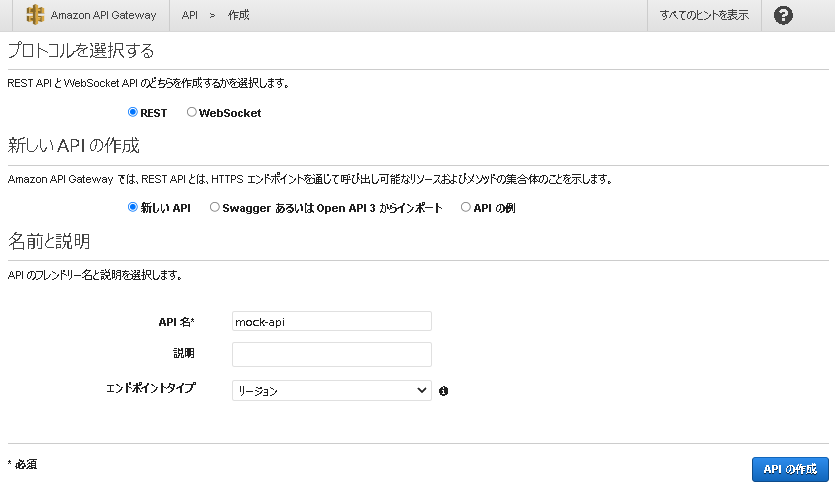 Amazon API Gateway API > 作成 すべてのヒントを表示 ?
プロトコルを選択する
REST API と WebSocket API のどちらを作成するかを選択します。
REST WebSocket
新しい API の作成
Amazon API Gateway では、REST API とは、HTTPS エンドポイントを通じて呼び出し可能なリソースおよびメソッドの集合体のことを示します。
新しい API Swagger あるいは Open API 3 からインポート API の例
名前と説明
API のフレンドリー名と説明を選択します。
API 名* mock-api
説明
エンドポイントタイプ リージョン
* 必須 API の作成